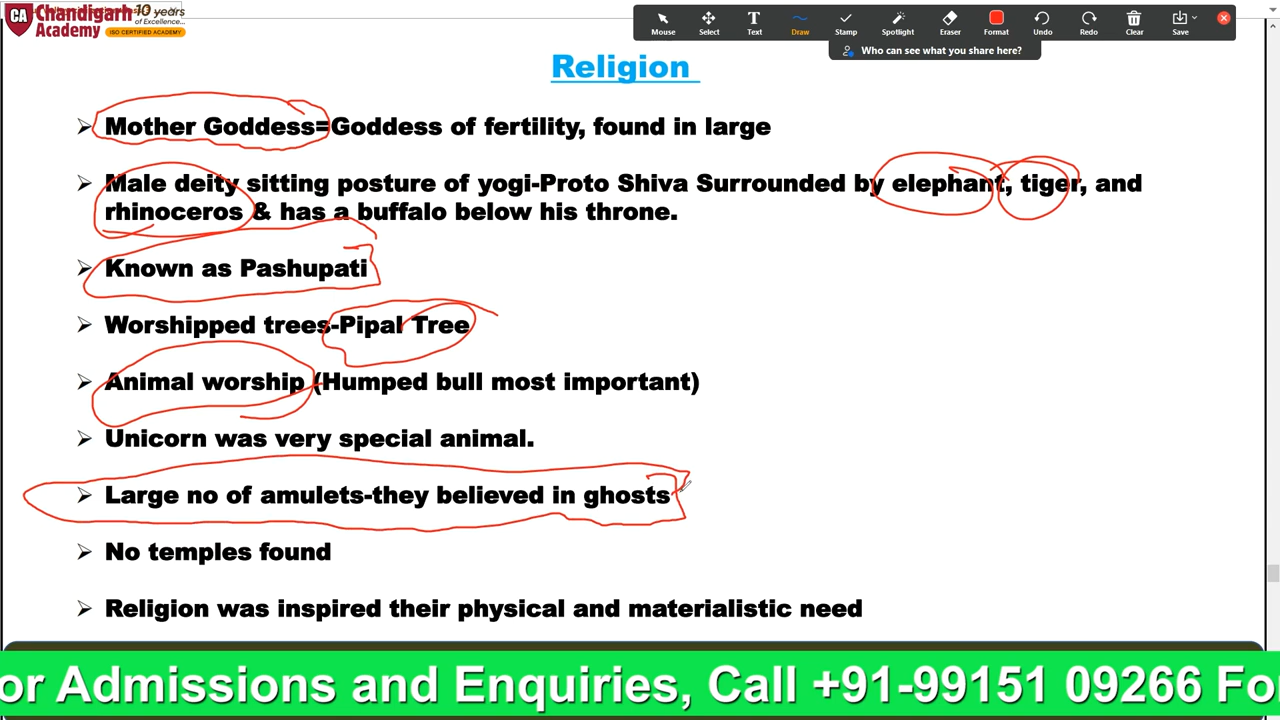 CA Chandigarh Academy
10 years of Excellence...
ISO CERTIFIED ACADEMY
Mouse Select Text Draw Stamp Spotlight Eraser Format Undo Redo Clear Save
Who can see what you share here?
Religion
Mother Goddess=Goddess of fertility, found in large
Male deity sitting posture of yogi-Proto Shiva Surrounded by elephant, tiger, and
rhinoceros & has a buffalo below his throne.
Known as Pashupati
Worshipped trees-Pipal Tree
Animal worship (Humped bull most important)
Unicorn was very special animal.
Large no of amulets-they believed in ghosts
No temples found
Religion was inspired their physical and materialistic need
or Admissions and Enquiries, Call +91-99151 09266 Fo